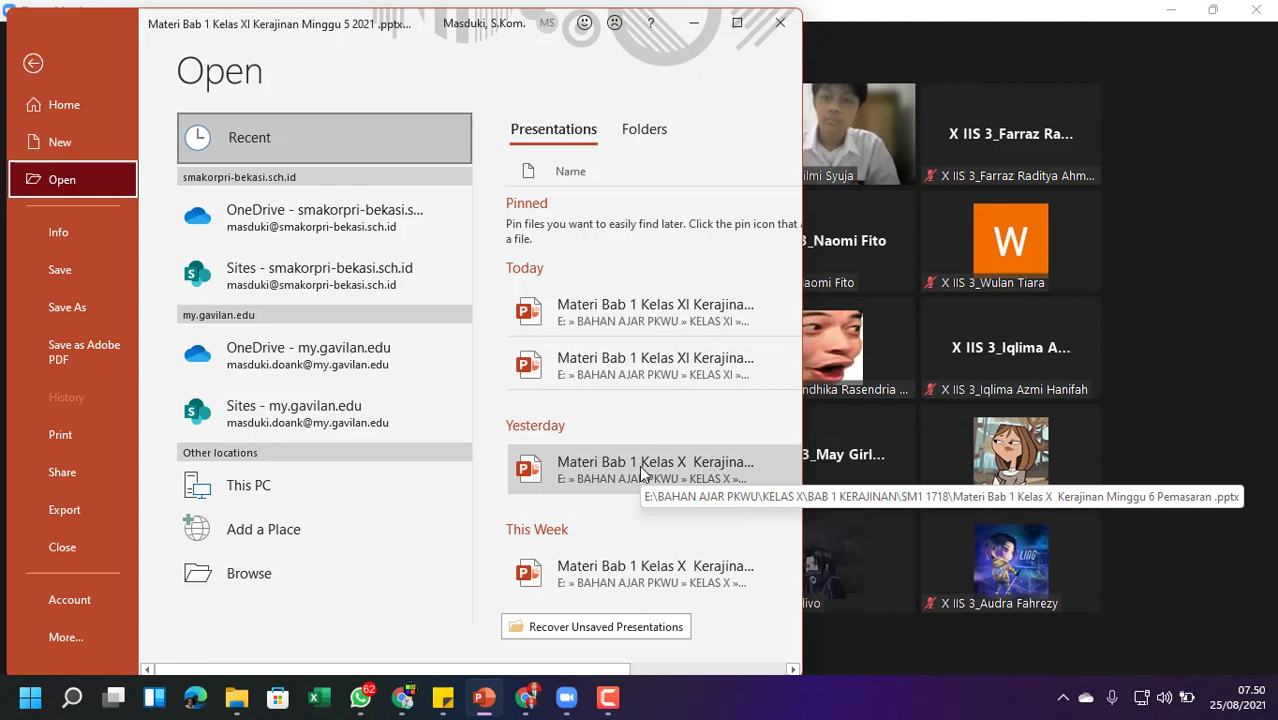 Materi Bab 1 Kelas XI Kerajinan Minggu 5 2021 .pptx...
Masduki, S.Kom.
MS
?
Open
Home
New
Open
Info
Save
Save As
Save as Adobe
PDF
History
Print
Share
Export
Close
Account
More...
Recent
smakorpri-bekasi.sch.id
OneDrive - smakorpri-bekasi.s...
masduki@smakorpri-bekasi.sch.id
Sites - smakorpri-bekasi.sch.id
masduki@smakorpri-bekasi.sch.id
my.gavilan.edu
OneDrive - my.gavilan.edu
masduki.doank@my.gavilan.edu
Sites - my.gavilan.edu
masduki.doank@my.gavilan.edu
Other locations
This PC
Add a Place
Browse
Presentations
Folders
Name
Pinned
Pin files you want to easily find later. Click the pin icon that a
a file.
Today
Materi Bab 1 Kelas XI Kerajina...
E: » BAHAN AJAR PKWU » KELAS XI »...
Materi Bab 1 Kelas XI Kerajina...
E: » BAHAN AJAR PKWU » KELAS XI »...
Yesterday
Materi Bab 1 Kelas X Kerajina...
E: » BAHAN AJAR PKWU » KELAS X »...
E:\BAHAN AJAR PKWU\KELAS X\BAB 1 KERAJINAN\SM1 1718\Materi Bab 1 Kelas X Kerajinan Minggu 6 Pemasaran .pptx
This Week
Materi Bab 1 Kelas X Kerajina...
E: » BAHAN AJAR PKWU » KELAS X »...
Recover Unsaved Presentations
ilmi Syuja
X IIS 3_Farraz Ra...
X IIS 3_Farraz Raditya Ahm...
3_Naomi Fito
aomi Fito
W
X IIS 3_Wulan Tiara
ndhika Rasendria ...
X IIS 3_Iqlima A...
X IIS 3_Iqlima Azmi Hanifah
3_May Girl...
livo
LING
X IIS 3_Audra Fahrezy
62
07.50
25/08/2021